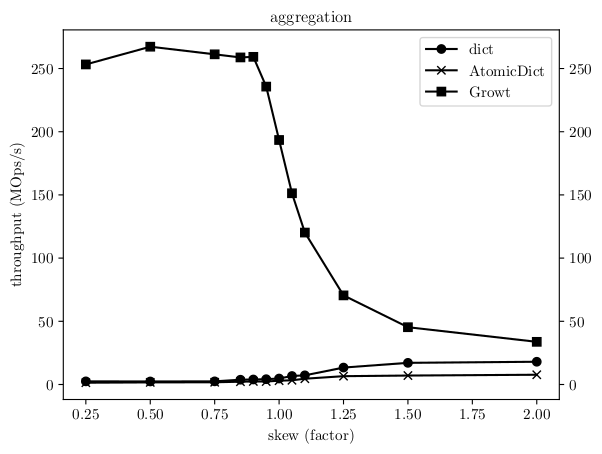 aggregation
dict
AtomicDict
Growt
throughput (MOps/s)
250
200
150
100
50
0
250
200
150
100
50
0
0.25 0.50 0.75 1.00 1.25 1.50 1.75 2.00
skew (factor)